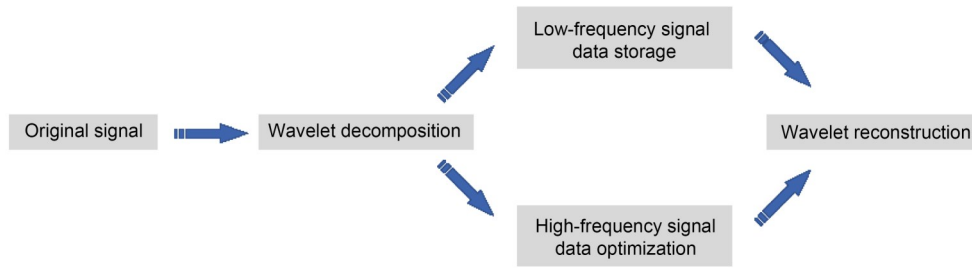 Low-frequency signal
data storage
Original signal
Wavelet decomposition
Wavelet reconstruction
High-frequency signal
data optimization